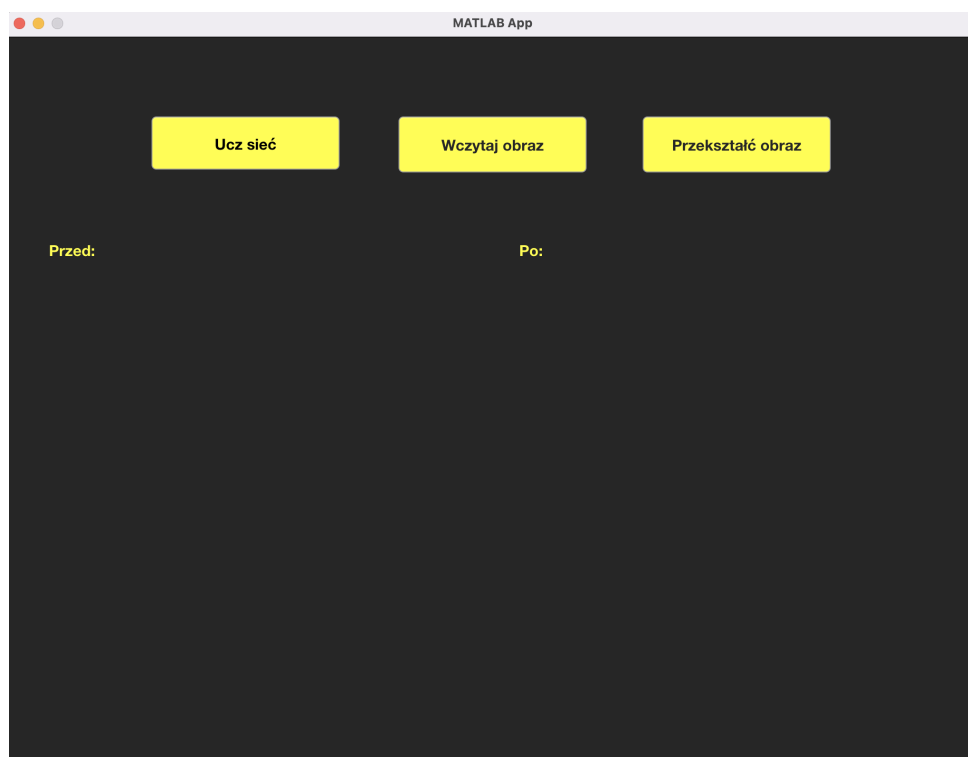 MATLAB App
Ucz sieć
Wczytaj obraz
Przekształć obraz
Przed:
Po: